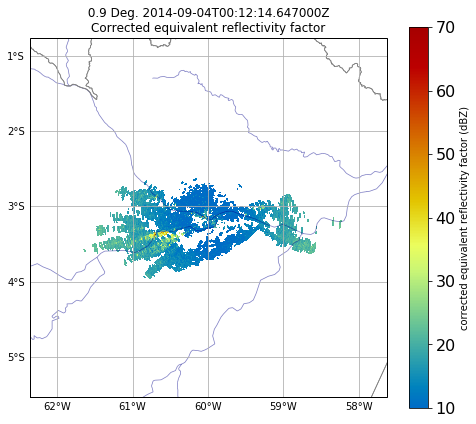 0.9 Deg. 2014-09-04T00:12:14.647000Z
Corrected equivalent reflectivity factor
1°S
2°S
3°S
4°S
5°S
62°W 61°W 60°W 59°W 58°W
70
60
50
40
30
20
10
corrected equivalent reflectivity factor (dBZ)